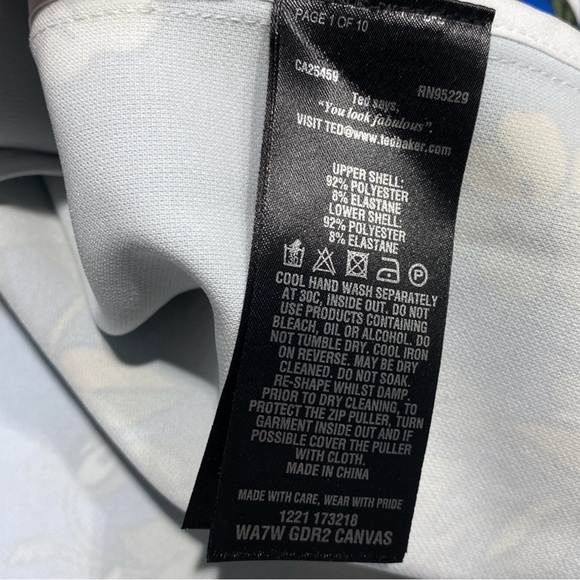 PAGE 1 OF 10
CA25459
RN95229
Ted says,
"You look fabulous".
VISIT TED@www.tedbaker.com
UPPER SHELL:
92% POLYESTER
8% ELASTANE
LOWER SHELL:
92% POLYESTER
8% ELASTANE
COOL HAND WASH SEPARATELY
AT 30C, INSIDE OUT. DO NOT
USE PRODUCTS CONTAINING
BLEACH, OIL OR ALCOHOL. DO
NOT TUMBLE DRY. COOL IRON
ON REVERSE. MAY BE DRY
CLEANED. DO NOT SOAK.
RE-SHAPE WHILST DAMP.
PRIOR TO DRY CLEANING, TO
PROTECT THE ZIP PULLER, TURN
GARMENT INSIDE OUT AND IF
POSSIBLE COVER THE PULLER
WITH CLOTH.
MADE IN CHINA
MADE WITH CARE, WEAR WITH PRIDE
1221 173218
WA7W GDR2 CANVAS